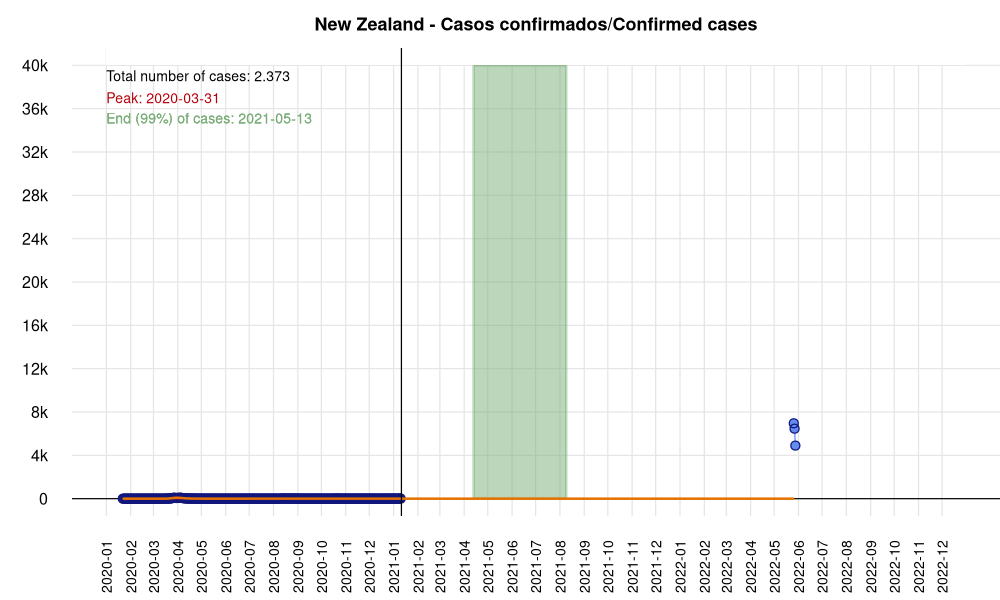 New Zealand - Casos confirmados/Confirmed cases
40k
Total number of cases: 2.373
Peak: 2020-03-31
36k
End (99%) of cases: 2021-05-13
32k
28k
24k
20k
16k
12k
8k
4k
0
2020-01
2020-02
2020-03
2020-04
2020-05
2020-06
2020-07
2020-08
2020-09
2020-10
2020-11
2020-12
2021-01
2021-02
2021-03
2021-04
2021-05
2021-06
2021-07
2021-08
2021-09
2021-10
2021-11
2021-12
2022-01
2022-02
2022-03
2022-04
2022-05
2022-06
2022-07
2022-08
2022-09
2022-10
2022-11
2022-12